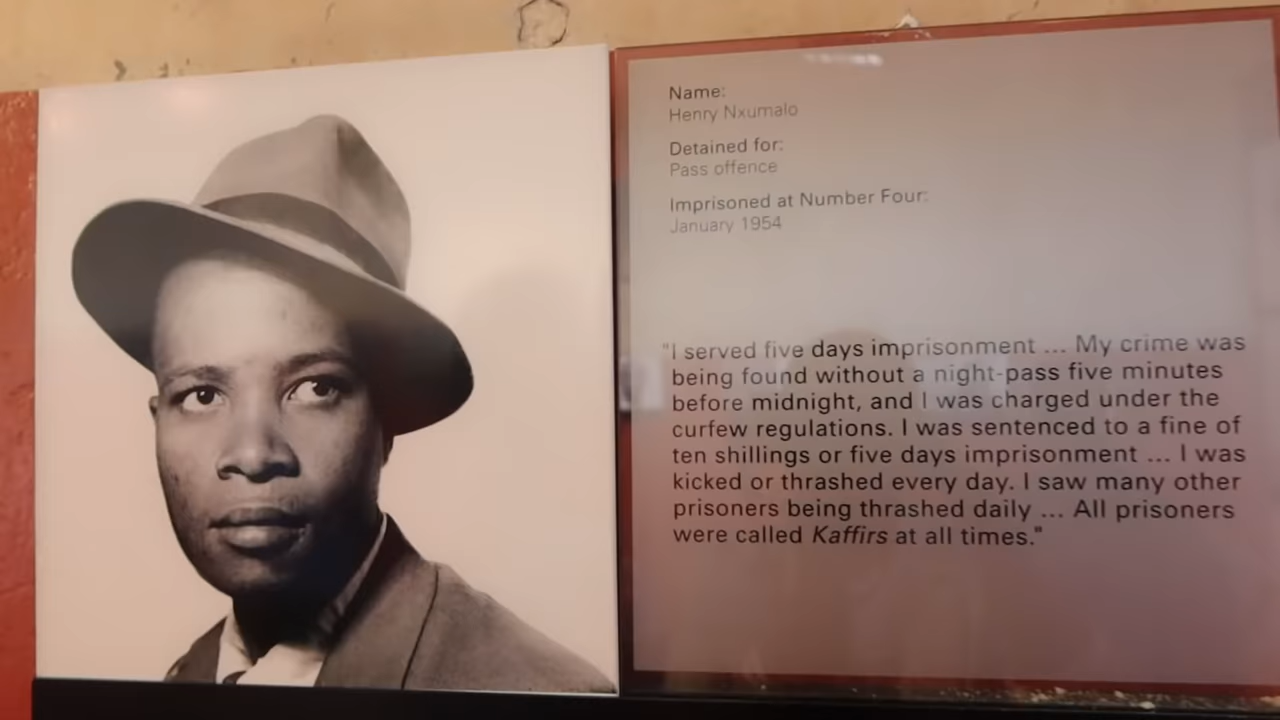 Name:
Henry Nxumalo
Detained for:
Pass offence
Imprisoned at Number Four:
January 1954
"I served five days imprisonment ... My crime was
being found without a night-pass five minutes
before midnight, and I was charged under the
curfew regulations. I was sentenced to a fine of
ten shillings or five days imprisonment ... I was
kicked or thrashed every day. I saw many other
prisoners being thrashed daily ... All prisoners
were called Kaffirs at all times."